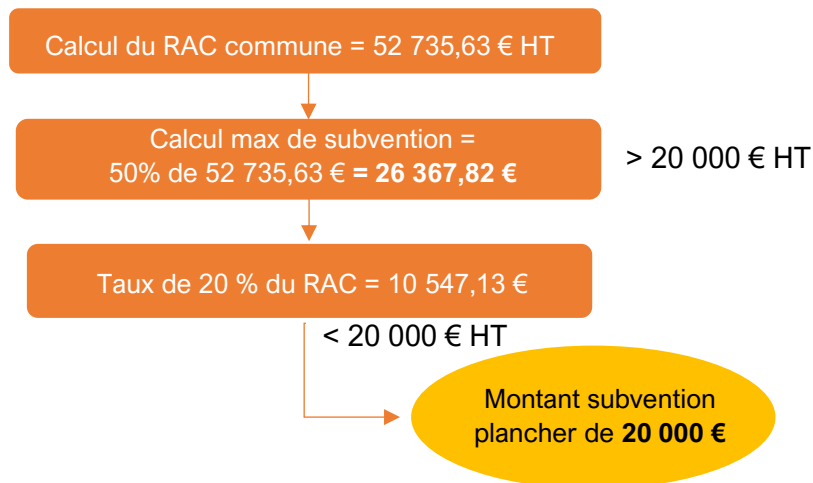 Calcul du RAC commune = 52 735,63 € HT
Calcul max de subvention =
50% de 52 735,63 € = 26 367,82 €
> 20 000 € HT
Taux de 20 % du RAC = 10 547,13 €
< 20 000 € HT
Montant subvention
plancher de 20 000 €